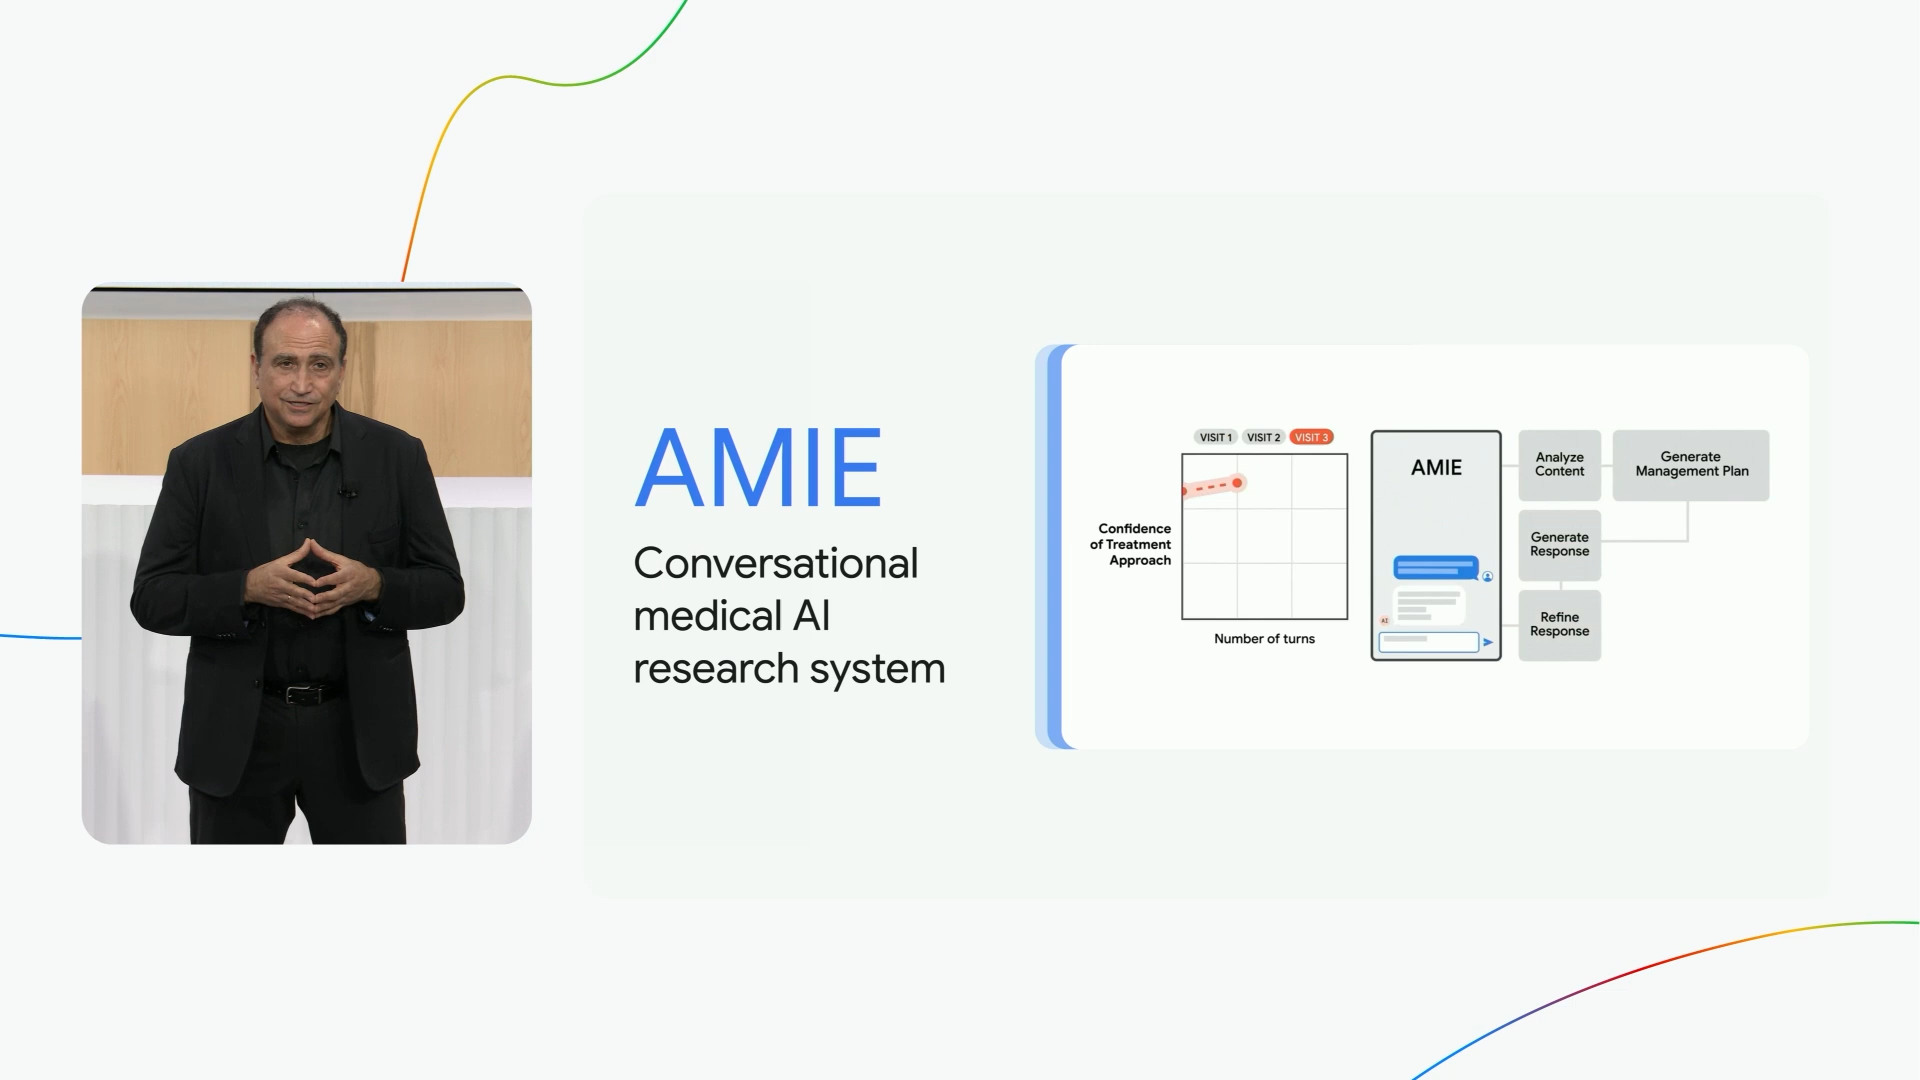 AMIE
Conversational
medical AI
research system
VISIT 1
VISIT 2
VISIT 3
Confidence
of Treatment
Approach
Number of turns
AMIE
AI
Analyze
Content
Generate
Management Plan
Generate
Response
Refine
Response